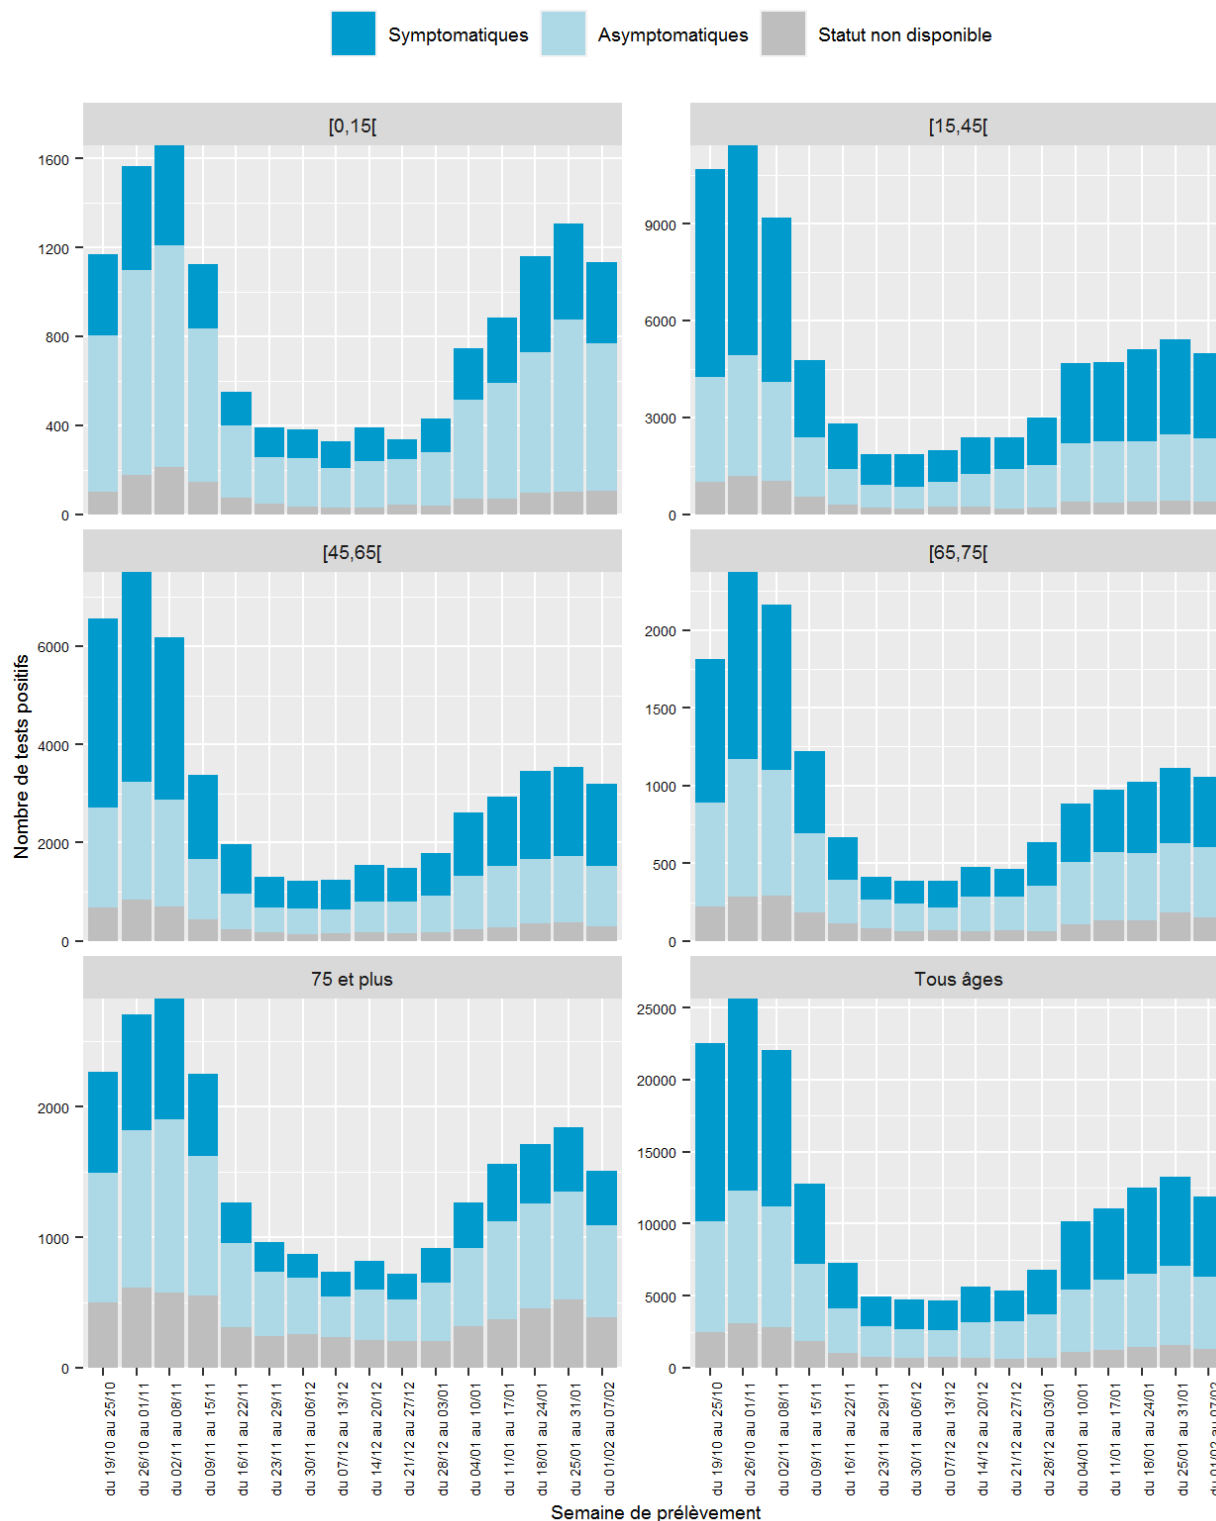 Symptomatiques Asymptomatiques Statut non disponible
[0,15[
1600
1200
800
400
0
[15,45[
9000
6000
3000
0
[45,65[
6000
4000
2000
0
[65,75[
2000
1500
1000
500
0
75 et plus
2000
1000
0
Tous âges
25000
20000
15000
10000
5000
0
Nombre de tests positifs
du 19/10 au 25/10
du 26/10 au 01/11
du 02/11 au 08/11
du 09/11 au 15/11
du 16/11 au 22/11
du 23/11 au 29/11
du 30/11 au 06/12
du 07/12 au 13/12
du 14/12 au 20/12
du 21/12 au 27/12
du 28/12 au 03/01
du 04/01 au 10/01
du 11/01 au 17/01
du 18/01 au 24/01
du 25/01 au 31/01
du 01/02 au 07/02
du 19/10 au 25/10
du 26/10 au 01/11
du 02/11 au 08/11
du 09/11 au 15/11
du 16/11 au 22/11
du 23/11 au 29/11
du 30/11 au 06/12
du 07/12 au 13/12
du 14/12 au 20/12
du 21/12 au 27/12
du 28/12 au 03/01
du 04/01 au 10/01
du 11/01 au 17/01
du 18/01 au 24/01
du 25/01 au 31/01
du 01/02 au 07/02
Semaine de prélèvement